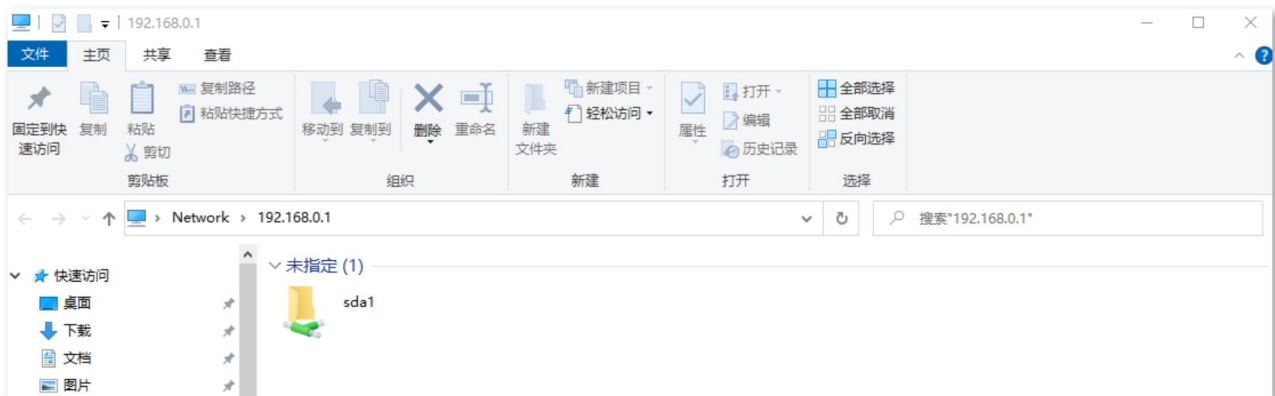 192.168.0.1
文件 主页 共享 查看
固定到快速访问
复制
粘贴
复制路径
粘贴快捷方式
剪切
剪贴板
移动到
复制到
删除
重命名
组织
新建文件夹
新建项目
轻松访问
新建
属性
打开
编辑
历史记录
打开
全部选择
全部取消
反向选择
选择
Network > 192.168.0.1
搜索"192.168.0.1"
快速访问
桌面
下载
文档
图片
未指定 (1)
sda1